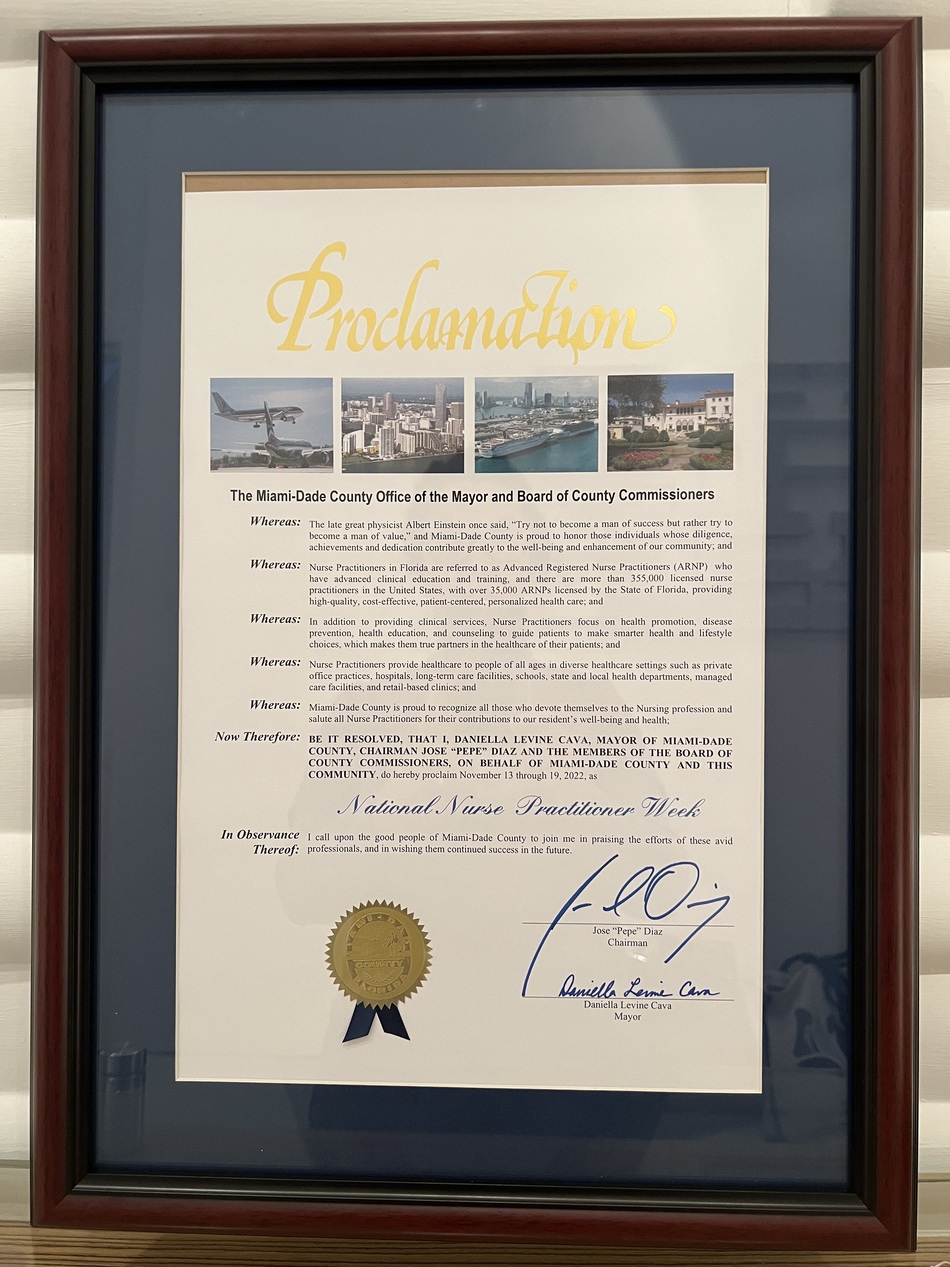 Proclamation
The Miami-Dade County Office of the Mayor and Board of County Commissioners
Whereas: The late great physicist Albert Einstein once said, “Try not to become a man of success but rather try to
become a man of value,” and Miami-Dade County is proud to honor those individuals whose diligence,
achievements and dedication contribute greatly to the well-being and enhancement of our community; and
Whereas: Nurse Practitioners in Florida are referred to as Advanced Registered Nurse Practitioners (ARNP) who
have advanced clinical education and training, and there are more than 355,000 licensed nurse
practitioners in the United States, with over 35,000 ARNPs licensed by the State of Florida, providing
high-quality, cost-effective, patient-centered, personalized health care; and
Whereas: In addition to providing clinical services, Nurse Practitioners focus on health promotion, disease
prevention, health education, and counseling to guide patients to make smarter health and lifestyle
choices, which makes them true partners in the healthcare of their patients; and
Whereas: Nurse Practitioners provide healthcare to people of all ages in diverse healthcare settings such as private
office practices, hospitals, long-term care facilities, schools, state and local health departments, managed
care facilities, and retail-based clinics; and
Whereas: Miami-Dade County is proud to recognize all those who devote themselves to the Nursing profession and
salute all Nurse Practitioners for their contributions to our resident’s well-being and health;
Now Therefore: BE IT RESOLVED, THAT I, DANIELLA LEVINE CAVA, MAYOR OF MIAMI-DADE
COUNTY, CHAIRMAN JOSE “PEPE” DIAZ AND THE MEMBERS OF THE BOARD OF
COUNTY COMMISSIONERS, ON BEHALF OF MIAMI-DADE COUNTY AND THIS
COMMUNITY, do hereby proclaim November 13 through 19, 2022, as
National Nurse Practitioner Week
In Observance I call upon the good people of Miami-Dade County to join me in praising the efforts of these avid
Thereof: professionals, and in wishing them continued success in the future.
Jose “Pepe” Diaz
Chairman
COUNTY
Daniella Levine Cava
Daniella Levine Cava
Mayor